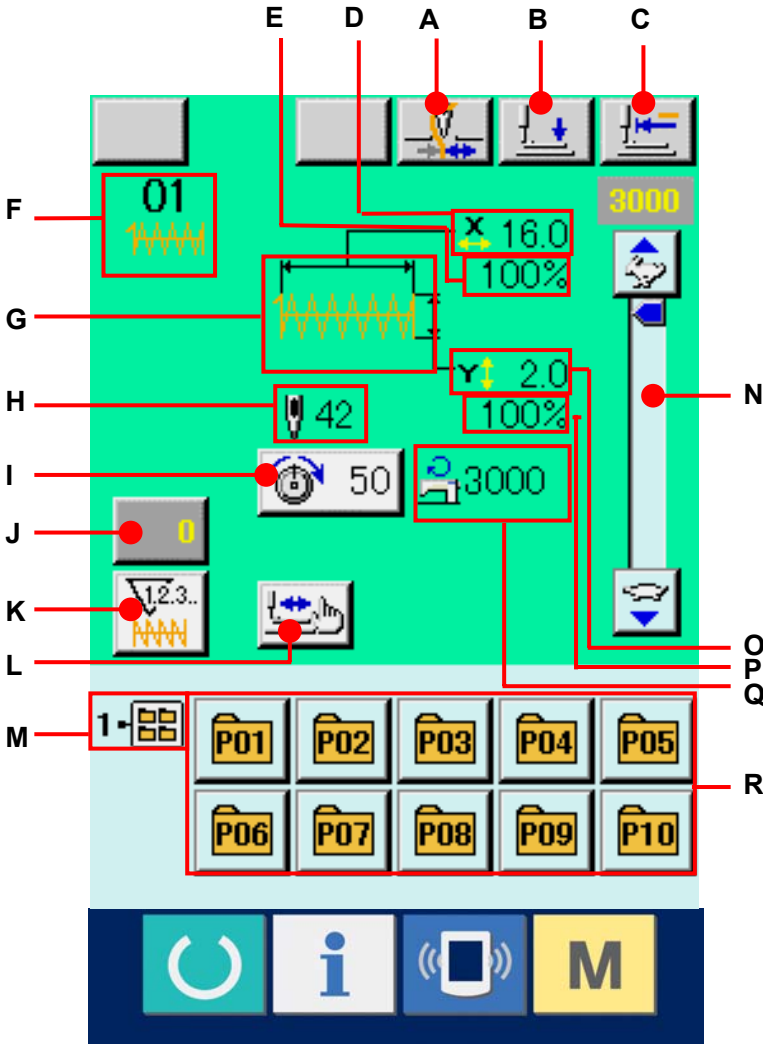 E D A B C
F 01 3000
X 16.0
100%
G
Y 2.0
100%
N
H 42
I 50 3000
J 0
K 1.2.3..
L
O
P
Q
M 1
P01 P02 P03 P04 P05
R
P06 P07 P08 P09 P10
i M